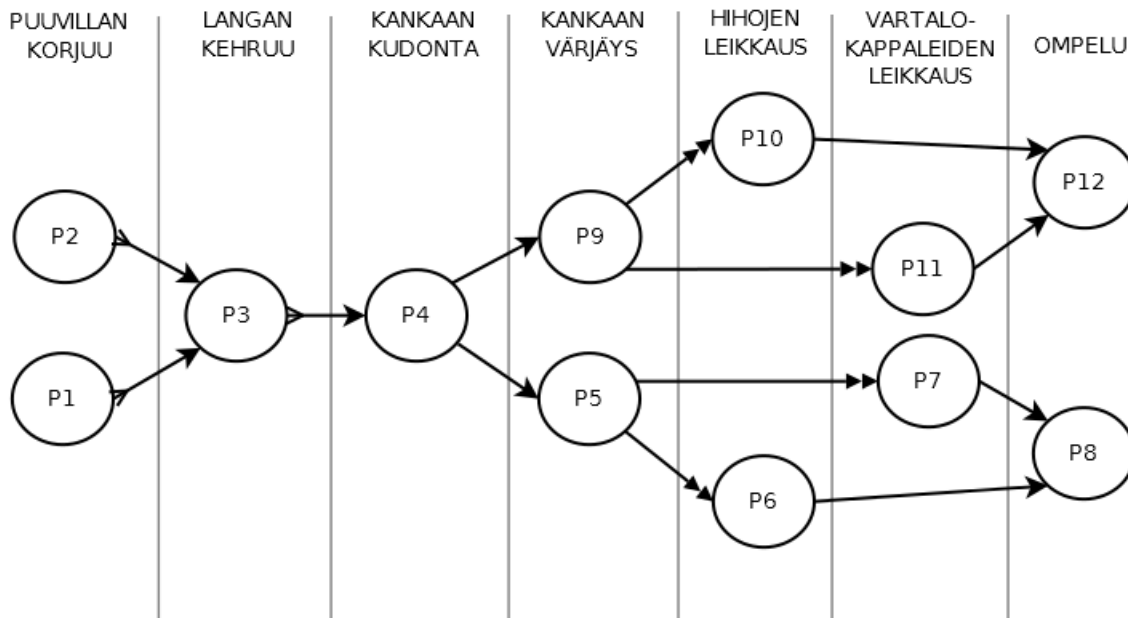 PUUVILLAN
KORJUU
LANGAN
KEHRUU
KANKAAN
KUDONTA
KANKAAN
VÄRJÄYS
HIHOJEN
LEIKKAUS
VARTALO-
KAPPALEIDEN
LEIKKAUS
OMPELU
P10
P12
P2
P9
P11
P3
P4
P7
P1
P5
P8
P6